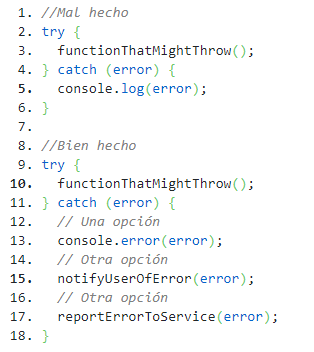 1. //Mal hecho
2. try {
3.   functionThatMightThrow();
4. } catch (error) {
5.   console.log(error);
6. }
7.
8. //Bien hecho
9. try {
10.   functionThatMightThrow();
11. } catch (error) {
12.   // Una opción
13.   console.error(error);
14.   // Otra opción
15.   notifyUserOfError(error);
16.   // Otra opción
17.   reportErrorToService(error);
18. }